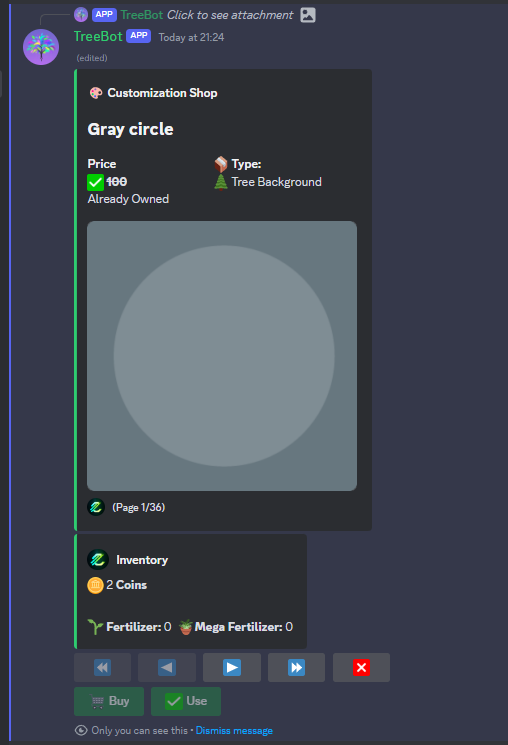 APP TreeBot Click to see attachment
TreeBot APP Today at 21:24
(edited)
Customization Shop
Gray circle
Price Type:
100 Tree Background
Already Owned
(Page 1/36)
Inventory
2 Coins
Fertilizer: 0 Mega Fertilizer: 0
Buy Use
Only you can see this • Dismiss message